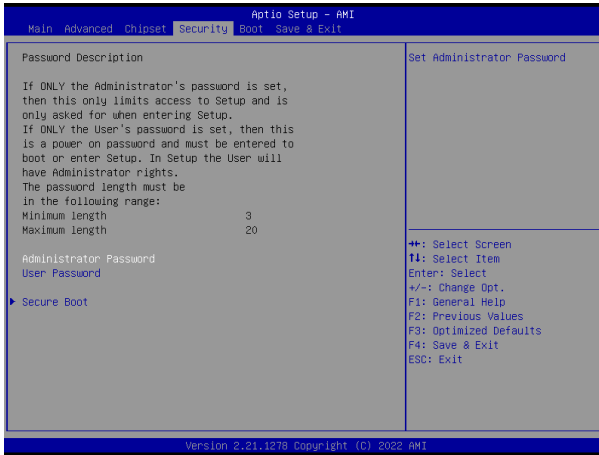 Aptio Setup – AMI
Main Advanced Chipset Security Boot Save & Exit
Password Description
If ONLY the Administrator's password is set,
then this only limits access to Setup and is
only asked for when entering Setup.
If ONLY the User's password is set, then this
is a power on password and must be entered to
boot or enter Setup. In Setup the User will
have Administrator rights.
The password length must be
in the following range:
Minimum length 3
Maximum length 20
Administrator Password
User Password
Secure Boot
Set Administrator Password
→←: Select Screen
↑↓: Select Item
Enter: Select
+/-: Change Opt.
F1: General Help
F2: Previous Values
F3: Optimized Defaults
F4: Save & Exit
ESC: Exit
Version 2.21.1278 Copyright (C) 2022 AMI